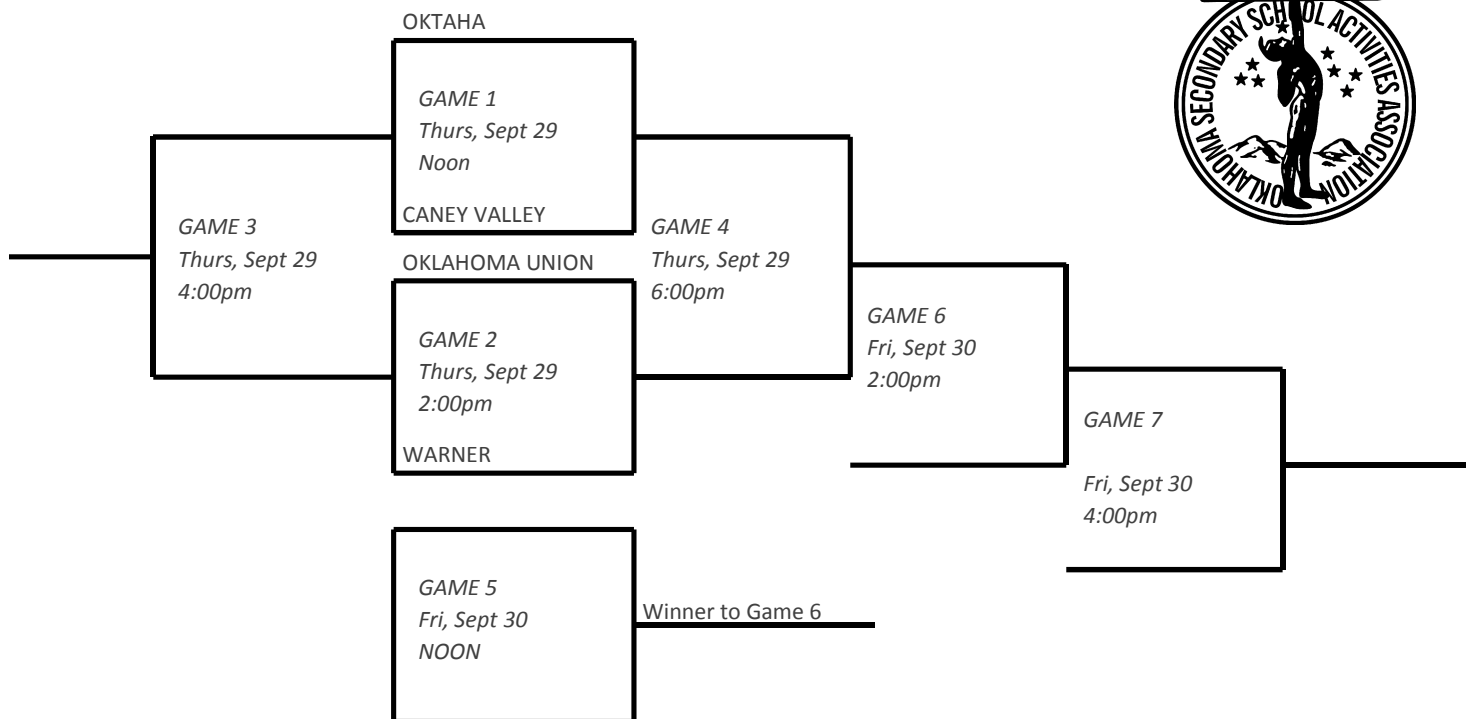 OKTAHA
GAME 1
Thurs, Sept 29
Noon
CANEY VALLEY
GAME 3
Thurs, Sept 29
4:00pm
GAME 4
Thurs, Sept 29
6:00pm
OKLAHOMA UNION
GAME 2
Thurs, Sept 29
2:00pm
WARNER
GAME 6
Fri, Sept 30
2:00pm
GAME 7
Fri, Sept 30
4:00pm
GAME 5
Fri, Sept 30
NOON
Winner to Game 6
OKLAHOMA SECONDARY SCHOOL ACTIVITIES ASSOCIATION